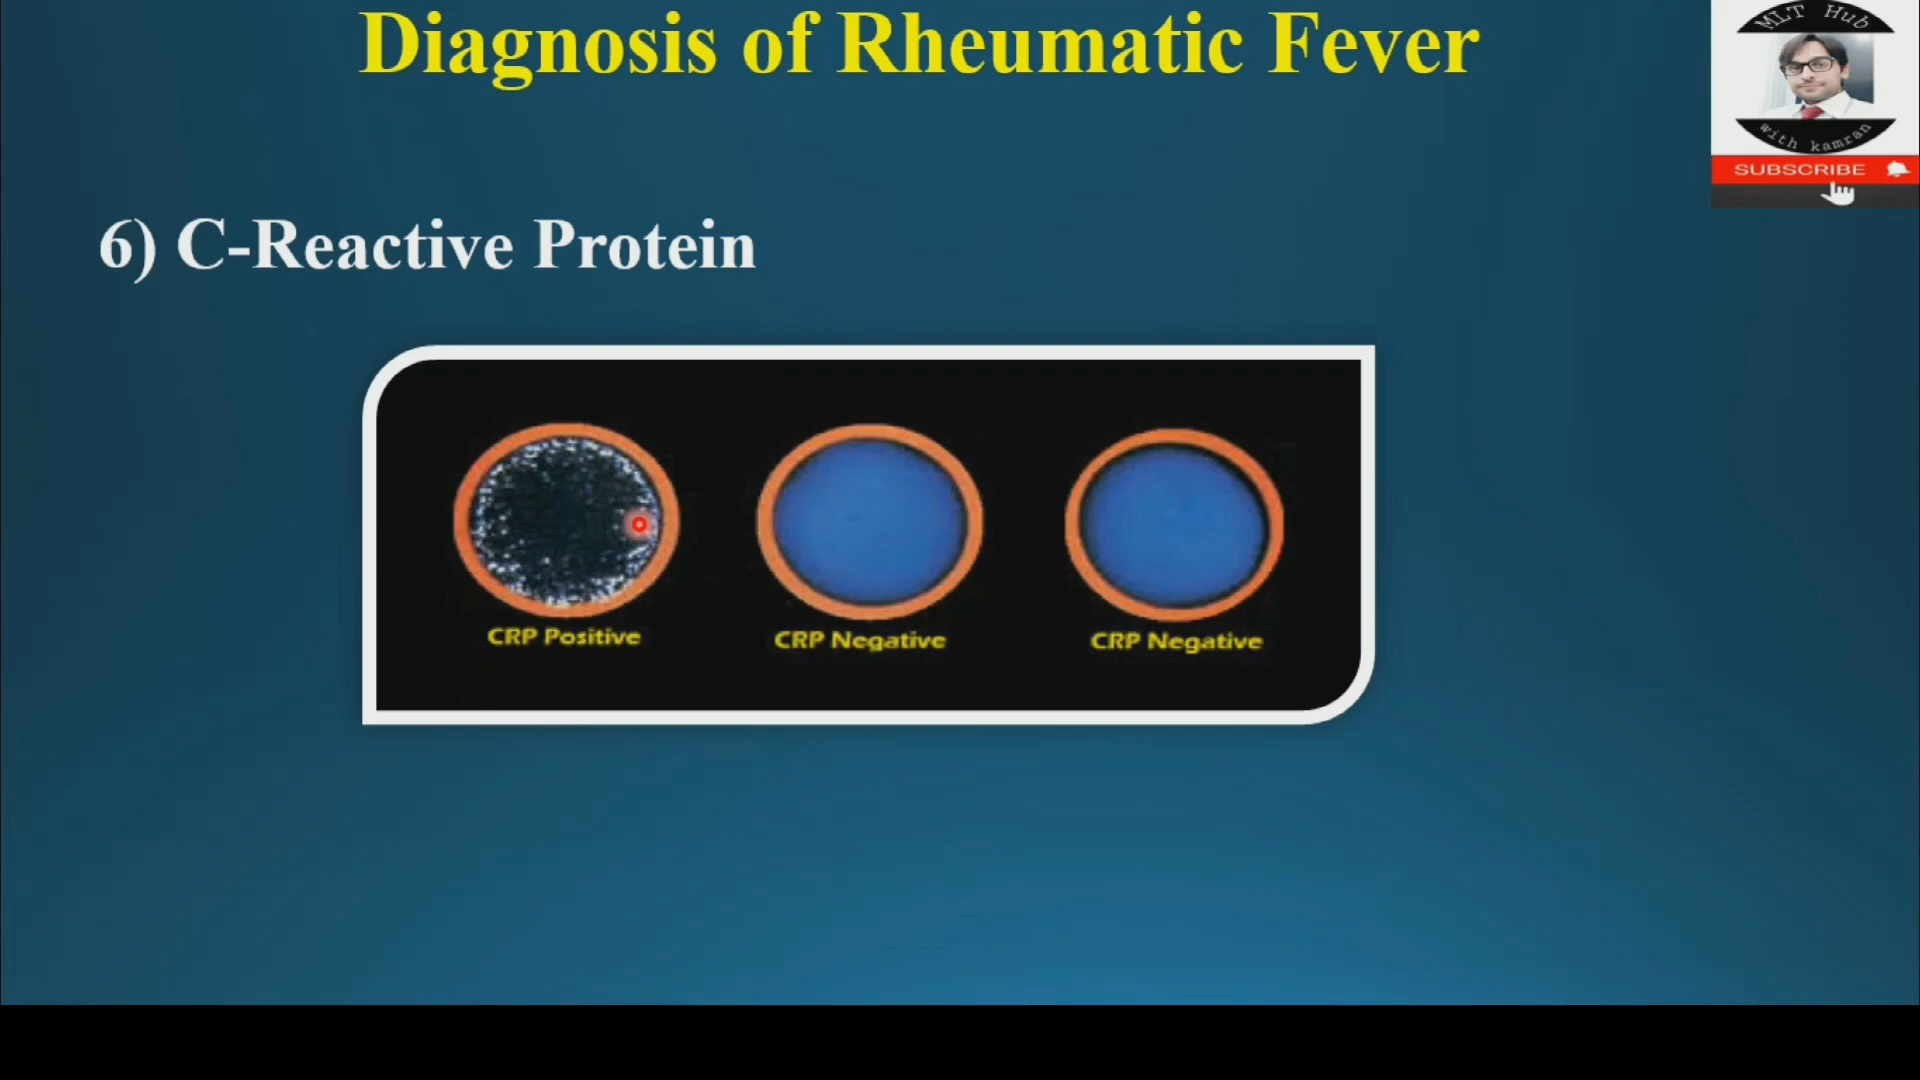 Diagnosis of Rheumatic Fever
MLT Hub
with kamran
SUBSCRIBE
6) C-Reactive Protein
CRP Positive
CRP Negative
CRP Negative